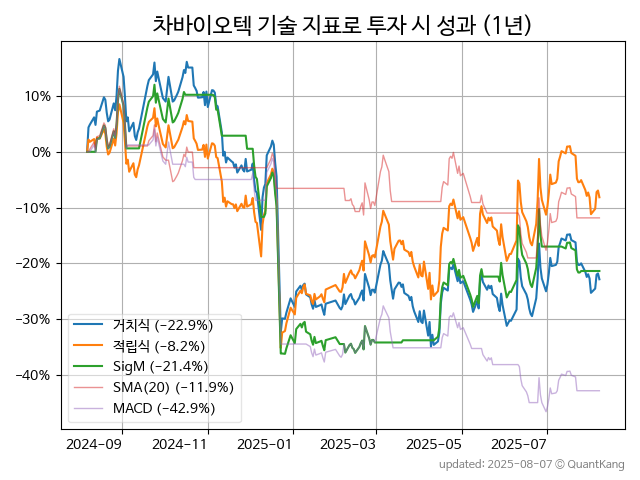 차바이오텍 기술 지표로 투자 시 성과 (1년)
10%
0%
−10%
−20%
−30%
−40%
거치식 (−22.9%)
적립식 (−8.2%)
SigM (−21.4%)
SMA(20) (−11.9%)
MACD (−42.9%)
2024-09
2024-11
2025-01
2025-03
2025-05
2025-07
updated: 2025-08-07 © QuantKang